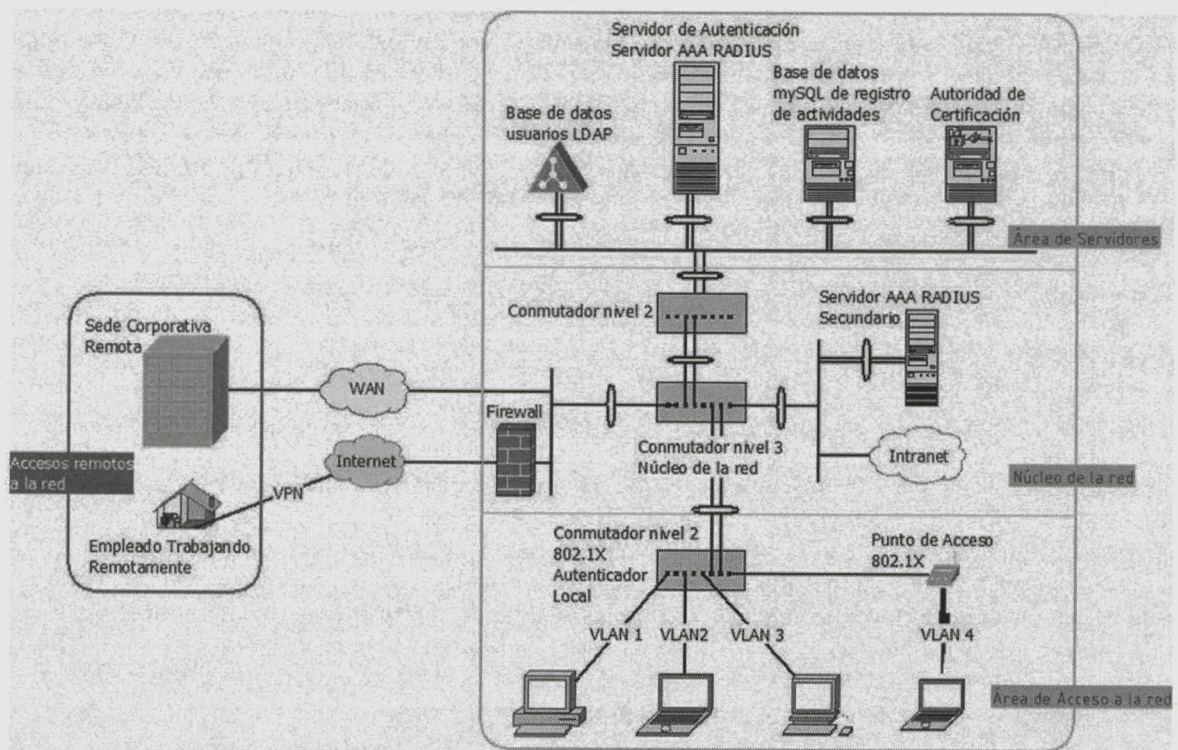 Servidor de Autenticación
Servidor AAA RADIUS
Base de datos
usuarios LDAP
Base de datos
mySQL de registro
de actividades
Autoridad de
Certificación
Área de Servidores
Conmutador nivel 2
Servidor AAA RADIUS
Secundario
Sede Corporativa
Remota
WAN
Firewall
Internet
Conmutador nivel 3
Núcleo de la red
Intranet
Núcleo de la red
Accesos remotos
a la red
VPN
Empleado Trabajando
Remotamente
Conmutador nivel 2
802.1X
Autenticador
Local
Punto de Acceso
802.1X
VLAN 1
VLAN2
VLAN 3
VLAN 4
Área de Acceso a la red